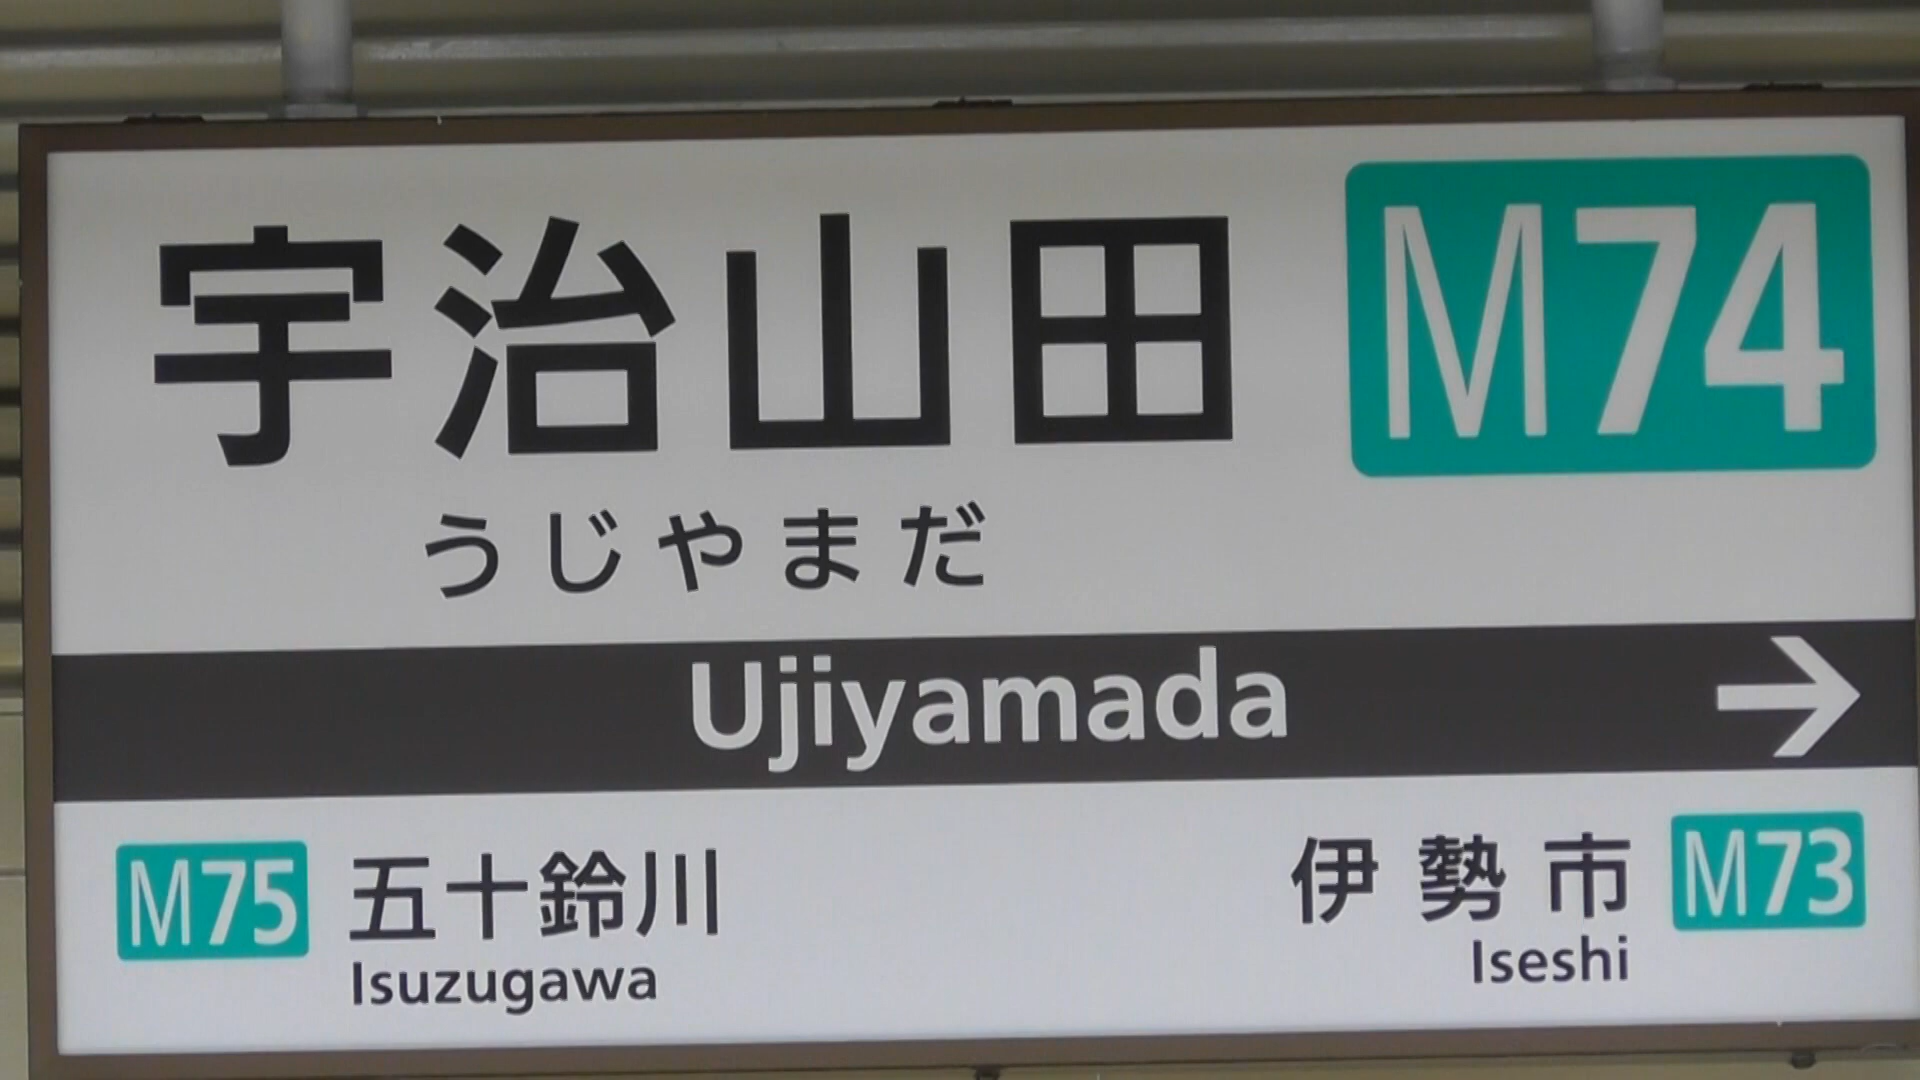 宇治山田 M74
うじやまだ
Ujiyamada →
M75 五十鈴川
Isuzugawa
伊勢市 M73
Iseshi